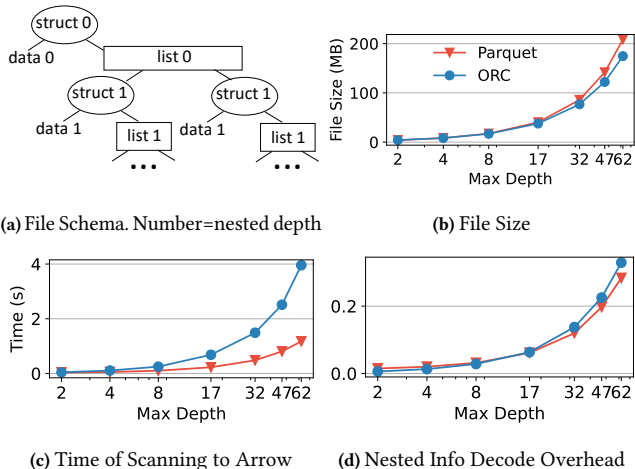 struct 0
data 0
list 0
struct 1
struct 1
data 1
list 1
data 1
list 1
...
...
(a) File Schema. Number=nested depth
File Size (MB)
200
100
0
Parquet
ORC
2 4 8 17 32 4762
Max Depth
(b) File Size
Time (s)
4
2
0
2 4 8 17 32 4762
Max Depth
(c) Time of Scanning to Arrow
0.2
0.0
2 4 8 17 32 4762
Max Depth
(d) Nested Info Decode Overhead